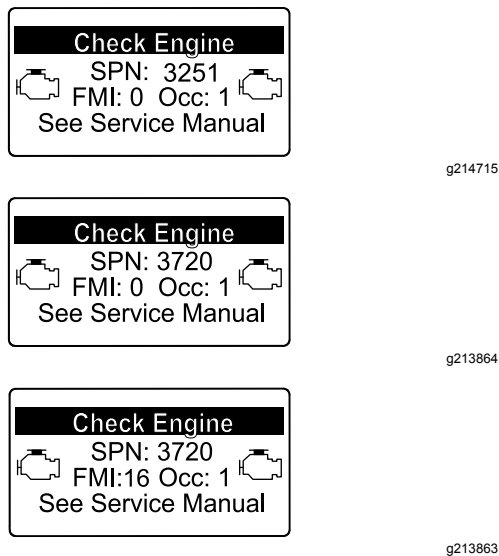 Check Engine
SPN: 3251
FMI: 0 Occ: 1
See Service Manual
g214715
Check Engine
SPN: 3720
FMI: 0 Occ: 1
See Service Manual
g213864
Check Engine
SPN: 3720
FMI:16 Occ: 1
See Service Manual
g213863